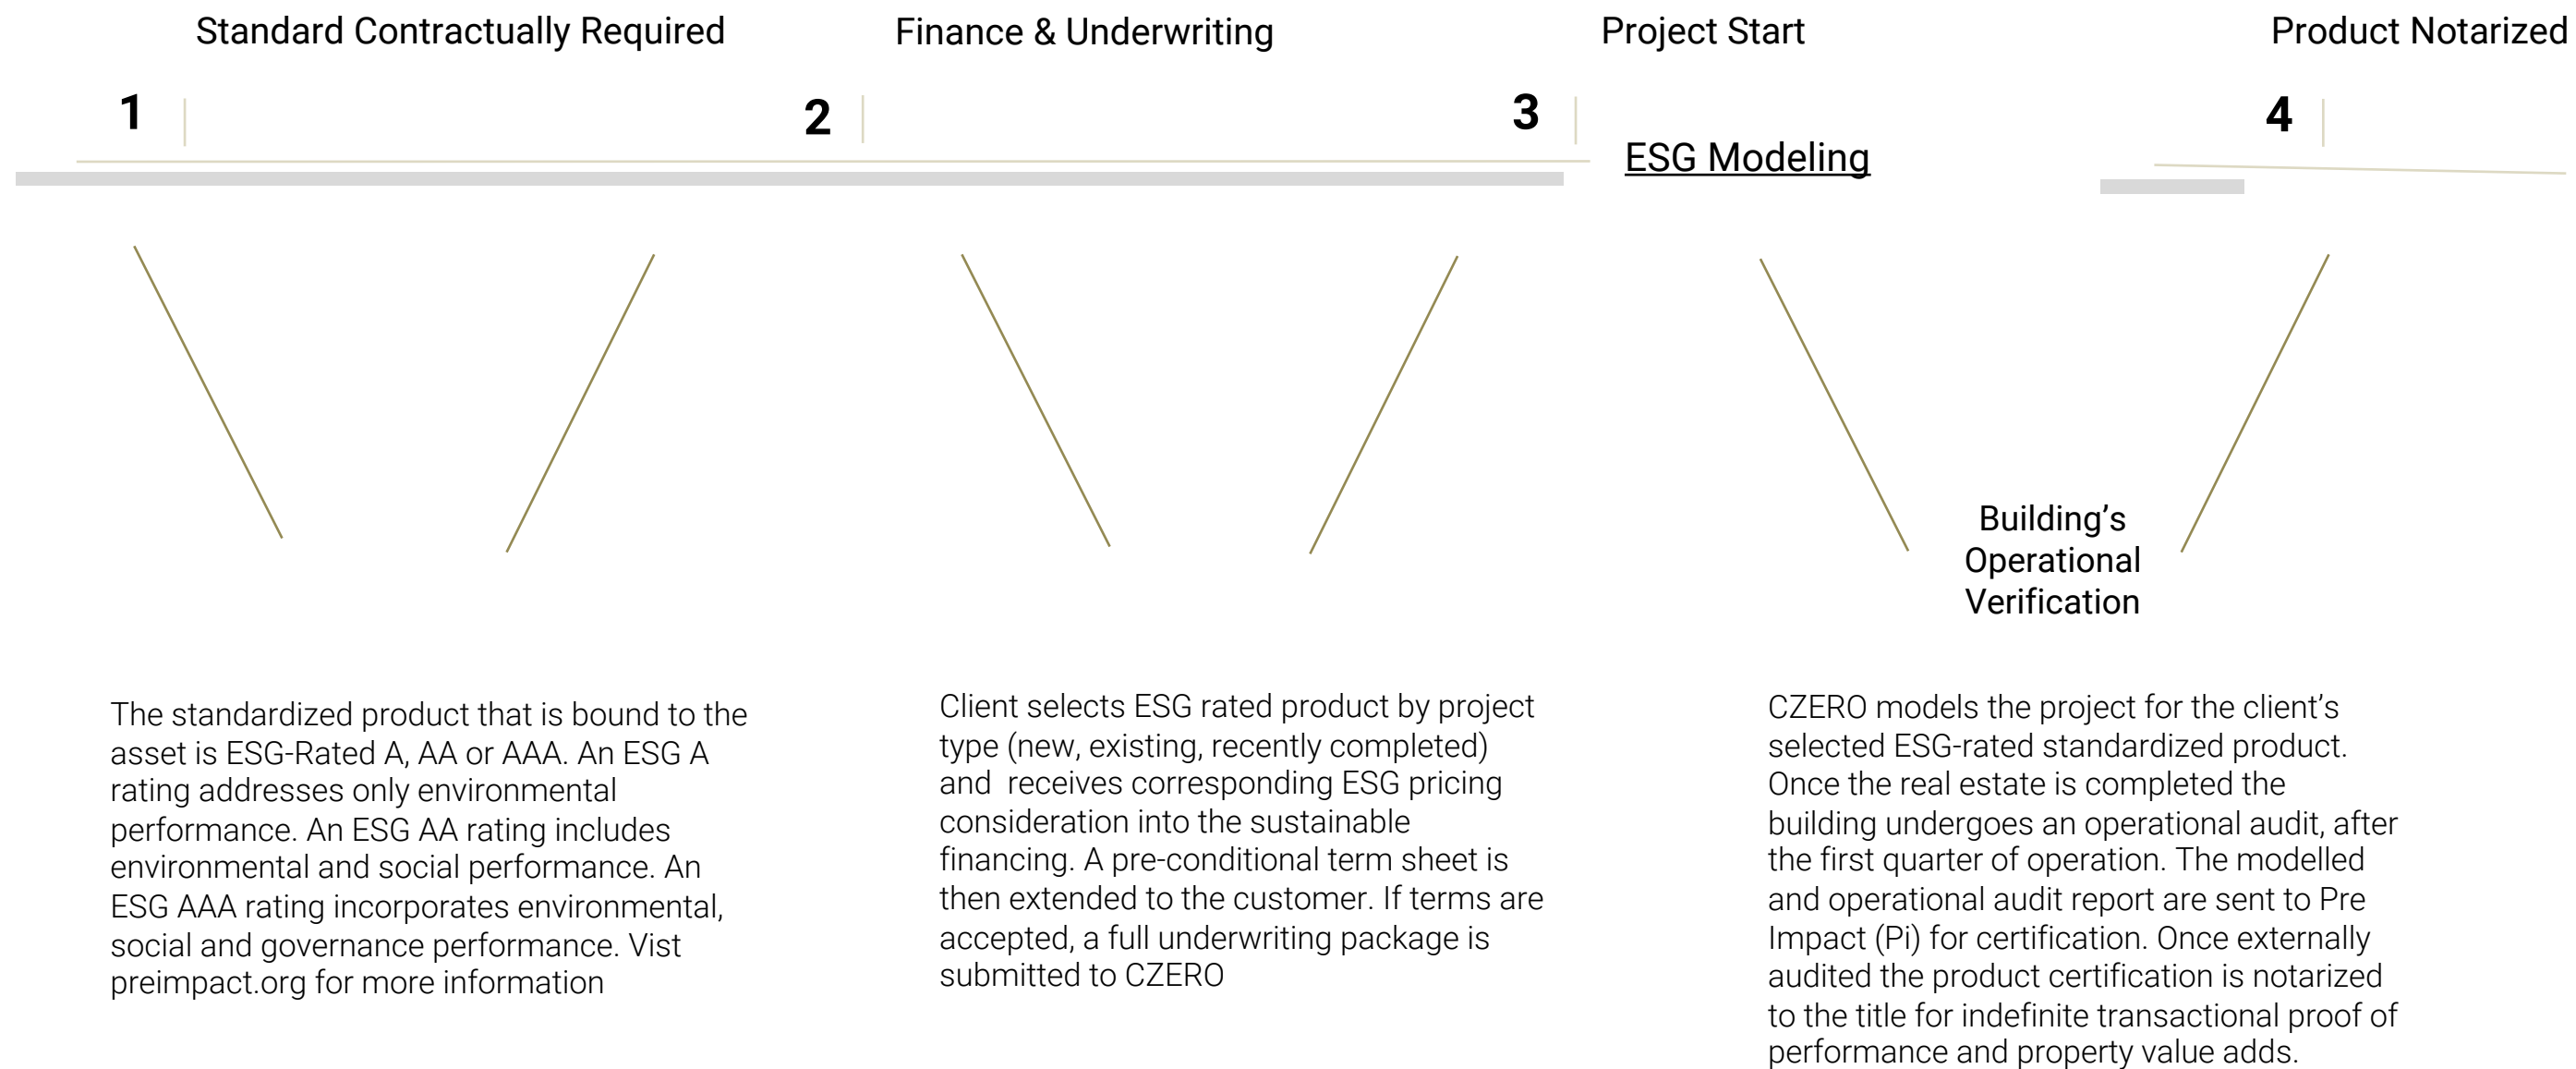 Standard Contractually Required
Finance & Underwriting
Project Start
Product Notarized
1
2
3
4
ESG Modeling
Building’s
Operational
Verification
The standardized product that is bound to the
asset is ESG-Rated A, AA or AAA. An ESG A
rating addresses only environmental
performance. An ESG AA rating includes
environmental and social performance. An
ESG AAA rating incorporates environmental,
social and governance performance. Vist
preimpact.org for more information
Client selects ESG rated product by project
type (new, existing, recently completed)
and  receives corresponding ESG pricing
consideration into the sustainable
financing. A pre-conditional term sheet is
then extended to the customer. If terms are
accepted, a full underwriting package is
submitted to CZERO
CZERO models the project for the client’s
selected ESG-rated standardized product.
Once the real estate is completed the
building undergoes an operational audit, after
the first quarter of operation. The modelled
and operational audit report are sent to Pre
Impact (Pi) for certification. Once externally
audited the product certification is notarized
to the title for indefinite transactional proof of
performance and property value adds.